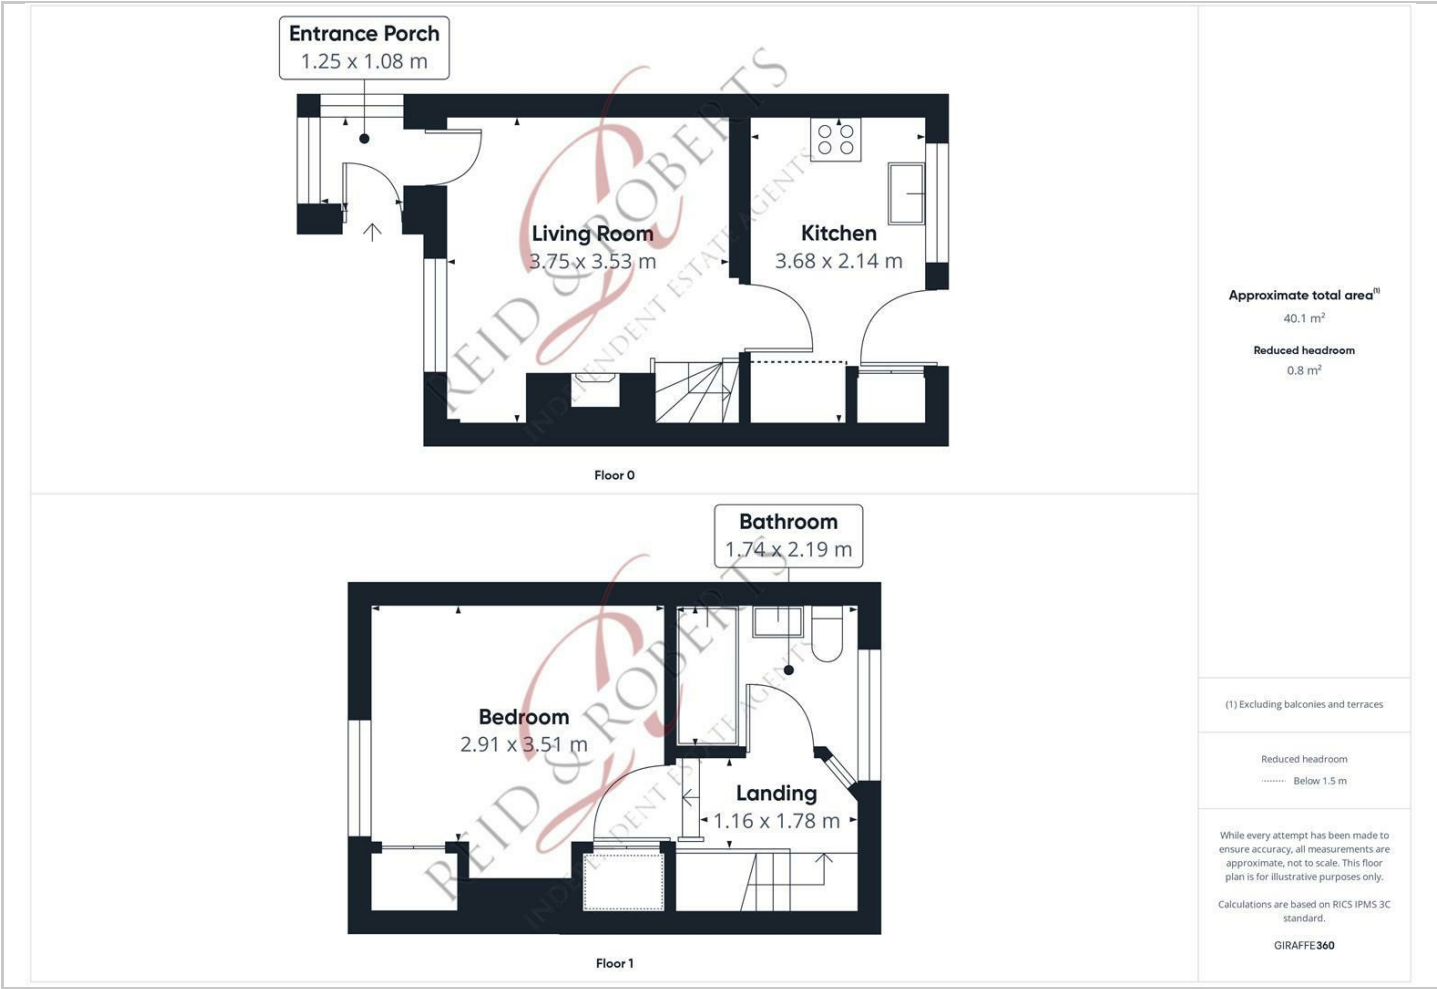 Entrance Porch
1.25 x 1.08 m
Living Room
3.75 x 3.53 m
Kitchen
3.68 x 2.14 m
REID & ROBERTS
INDEPENDENT ESTATE AGENTS
Floor 0
Bathroom
1.74 x 2.19 m
Bedroom
2.91 x 3.51 m
Landing
1.16 x 1.78 m
REID & ROBERTS
INDEPENDENT ESTATE AGENTS
Floor 1
Approximate total area⁽¹⁾
40.1 m²
Reduced headroom
0.8 m²
(1) Excluding balconies and terraces
Reduced headroom
Below 1.5 m
While every attempt has been made to
ensure accuracy, all measurements are
approximate, not to scale. This floor
plan is for illustrative purposes only.
Calculations are based on RICS IPMS 3C
standard.
GIRAFFE360